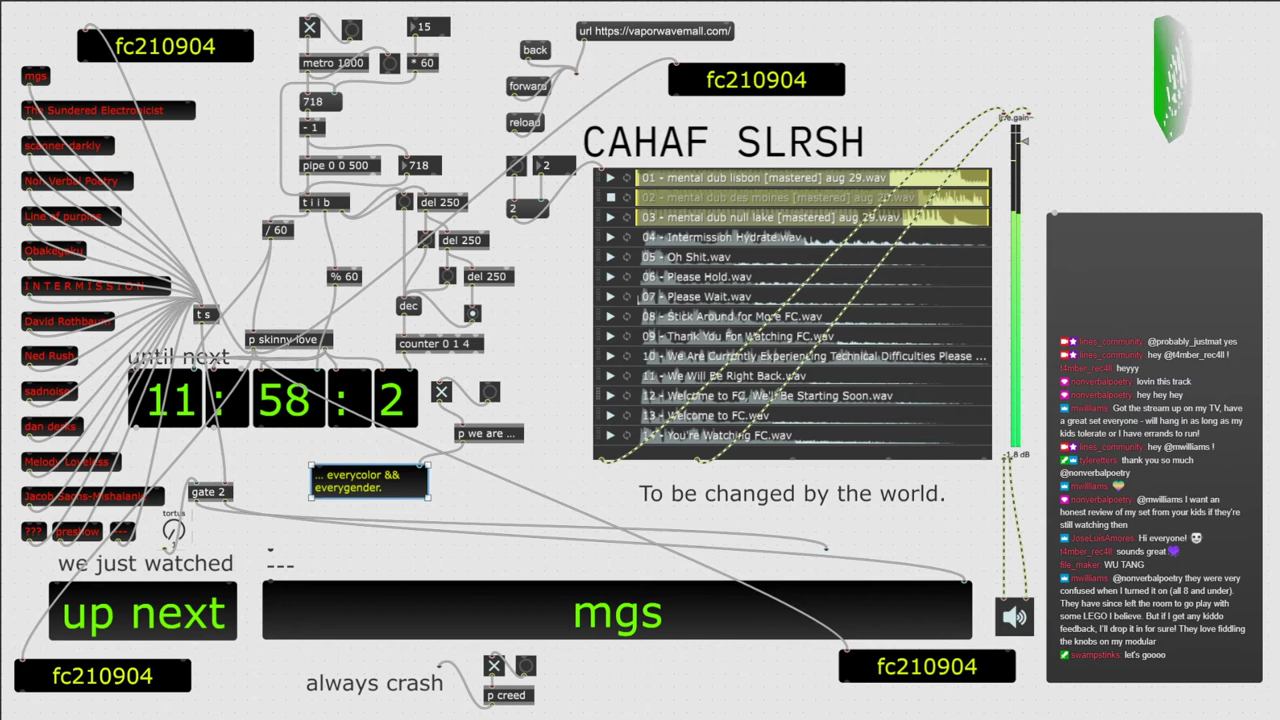 fc210904
mgs
The Sundered Electronicist
scanner darkly
Non Verbal Poetry
Line of purples
Obakegaku
I N T E R M I S S I O N
David Rothbaum
Ned Rush
sadnoise
dan derks
Melody Loveless
Jacob Sachs-Mishalanie
???
preshow
---
metro 1000
15
* 60
718
- 1
pipe 0 0 500
718
t i i b
del 250
/ 60
del 250
% 60
del 250
dec
t s
p skinny love
counter 0 1 4
until next
11 : 58 : 2
p we are ...
... everycolor &&
everygender.
gate 2
tortus
we just watched
---
up next
mgs
fc210904
always crash
p creed
fc210904
url https://vaporwavemall.com/
back
forward
reload
2
2
fc210904
CAHAF SLRSH
01 - mental dub lisbon [mastered] aug 29.wav
02 - mental dub des moines [mastered] aug 29.wav
03 - mental dub null lake [mastered] aug 29.wav
04 - Intermission Hydrate.wav
05 - Oh Shit.wav
06 - Please Hold.wav
07 - Please Wait.wav
08 - Stick Around for More FC.wav
09 - Thank You For Watching FC.wav
10 - We Are Currently Experiencing Technical Difficulties Please ...
11 - We Will Be Right Back.wav
12 - Welcome to FC, We'll Be Starting Soon.wav
13 - Welcome to FC.wav
14 - You're Watching FC.wav
live.gain~
-1.8 dB
To be changed by the world.
lines_community: @probably_justmat yes
lines_community: hey @t4mber_rec4ll !
t4mber_rec4ll: heyyy
nonverbalpoetry: lovin this track
nonverbalpoetry: hey hey hey
mwilliams: Got the stream up on my TV, have
a great set everyone - will hang in as long as my
kids tolerate or I have errands to run!
lines_community: hey @mwilliams !
tyleretters: thank you so much
@nonverbalpoetry
mwilliams:
nonverbalpoetry: @mwilliams I want an
honest review of my set from your kids if they're
still watching then
JoseLuisAmores: Hi everyone!
t4mber_rec4ll: sounds great
file_maker: WU TANG
mwilliams: @nonverbalpoetry they were very
confused when I turned it on (all 8 and under).
They have since left the room to go play with
some LEGO I believe. But if I get any kiddo
feedback, I'll drop it in for sure! They love fiddling
the knobs on my modular
swampstinks: let's goooo